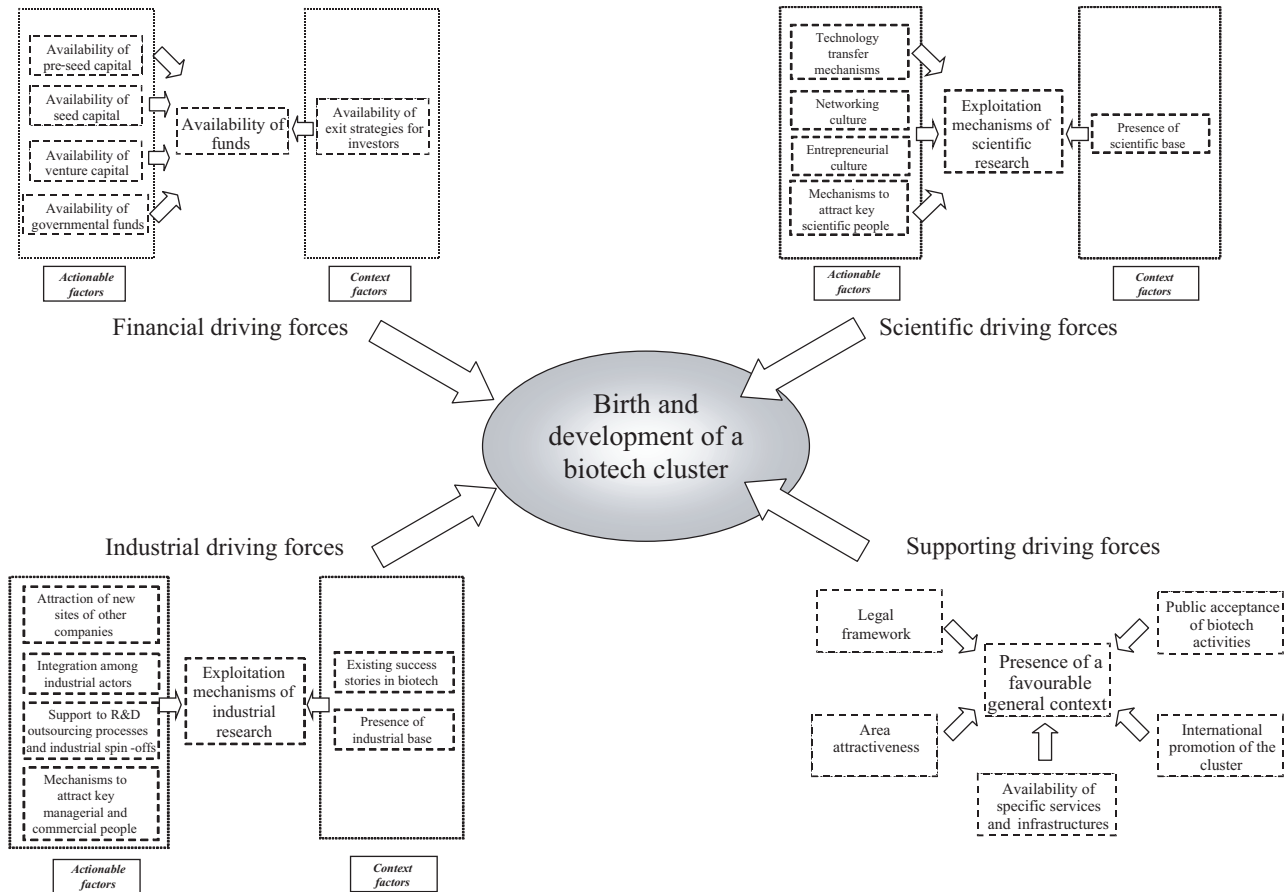 Availability of
pre-seed capital
Availability of
seed capital
Availability of
venture capital
Availability of
governmental funds
Availability of
funds
Availability of
exit strategies for
investors
Actionable
factors
Context
factors
Financial driving forces
Technology
transfer
mechanisms
Networking
culture
Entrepreneurial
culture
Mechanisms to
attract key
scientific people
Exploitation
mechanisms of
scientific
research
Presence of
scientific base
Actionable
factors
Context
factors
Scientific driving forces
Birth and
development of a
biotech cluster
Industrial driving forces
Attraction of new
sites of other
companies
Integration among
industrial actors
Support to R&D
outsourcing processes
and industrial spin -offs
Mechanisms to
attract key
managerial and
commercial people
Exploitation
mechanisms of
industrial
research
Existing success
stories in biotech
Presence of
industrial base
Actionable
factors
Context
factors
Supporting driving forces
Legal
framework
Public acceptance
of biotech
activities
Presence of a
favourable
general context
Area
attractiveness
International
promotion of the
cluster
Availability of
specific services
and infrastructures